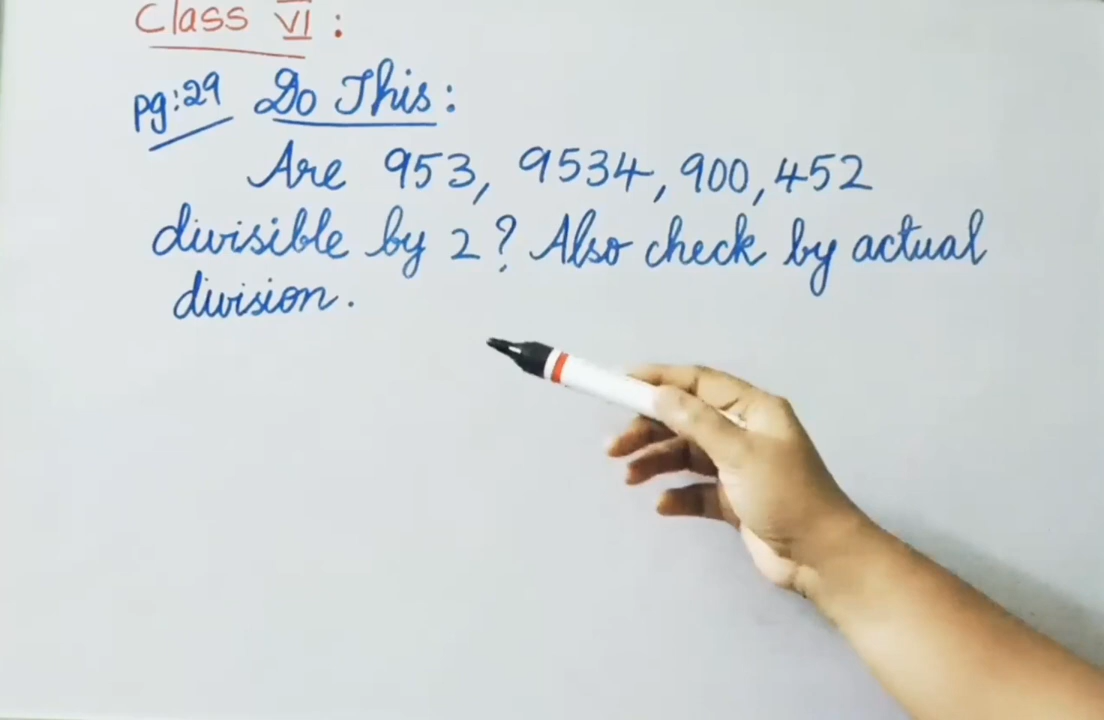 Class VI :
pg:29 Do This:
Are 953, 9534, 900, 452
divisible by 2? Also check by actual
division.